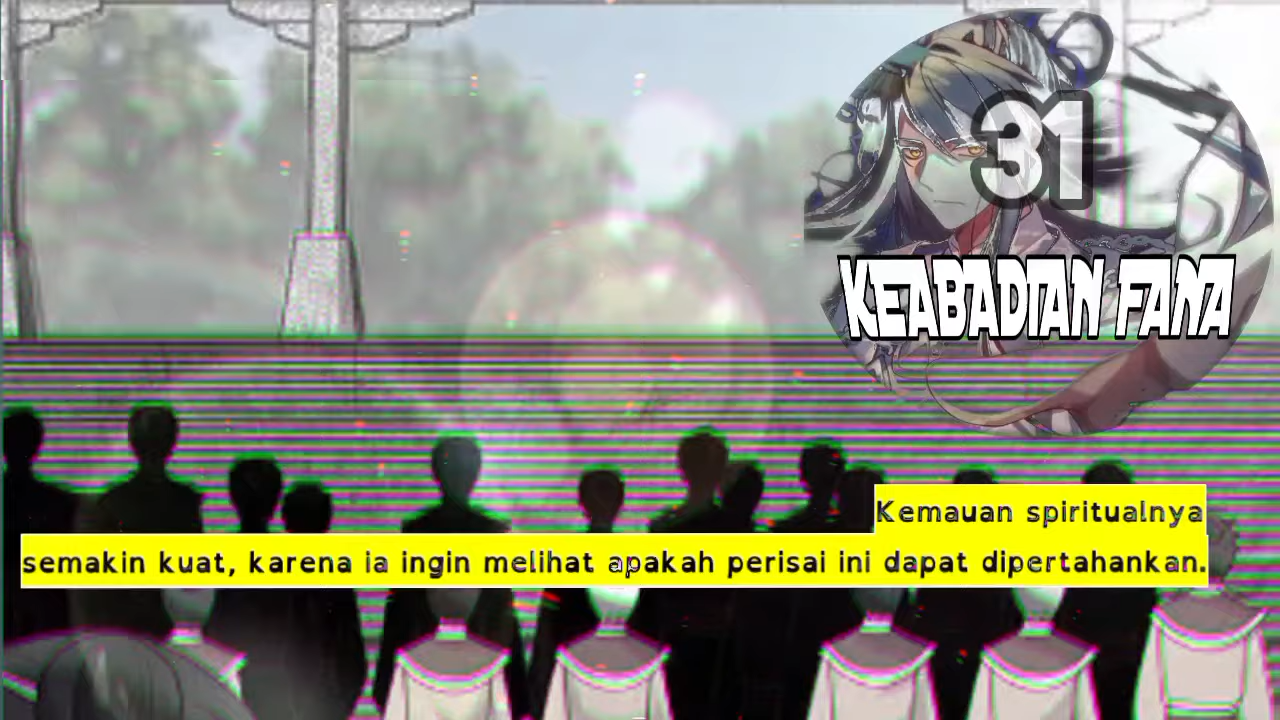 31
KEABADIAN FANA
Kemauan spiritualnya
semakin kuat, karena ia ingin melihat apakah perisai ini dapat dipertahankan.